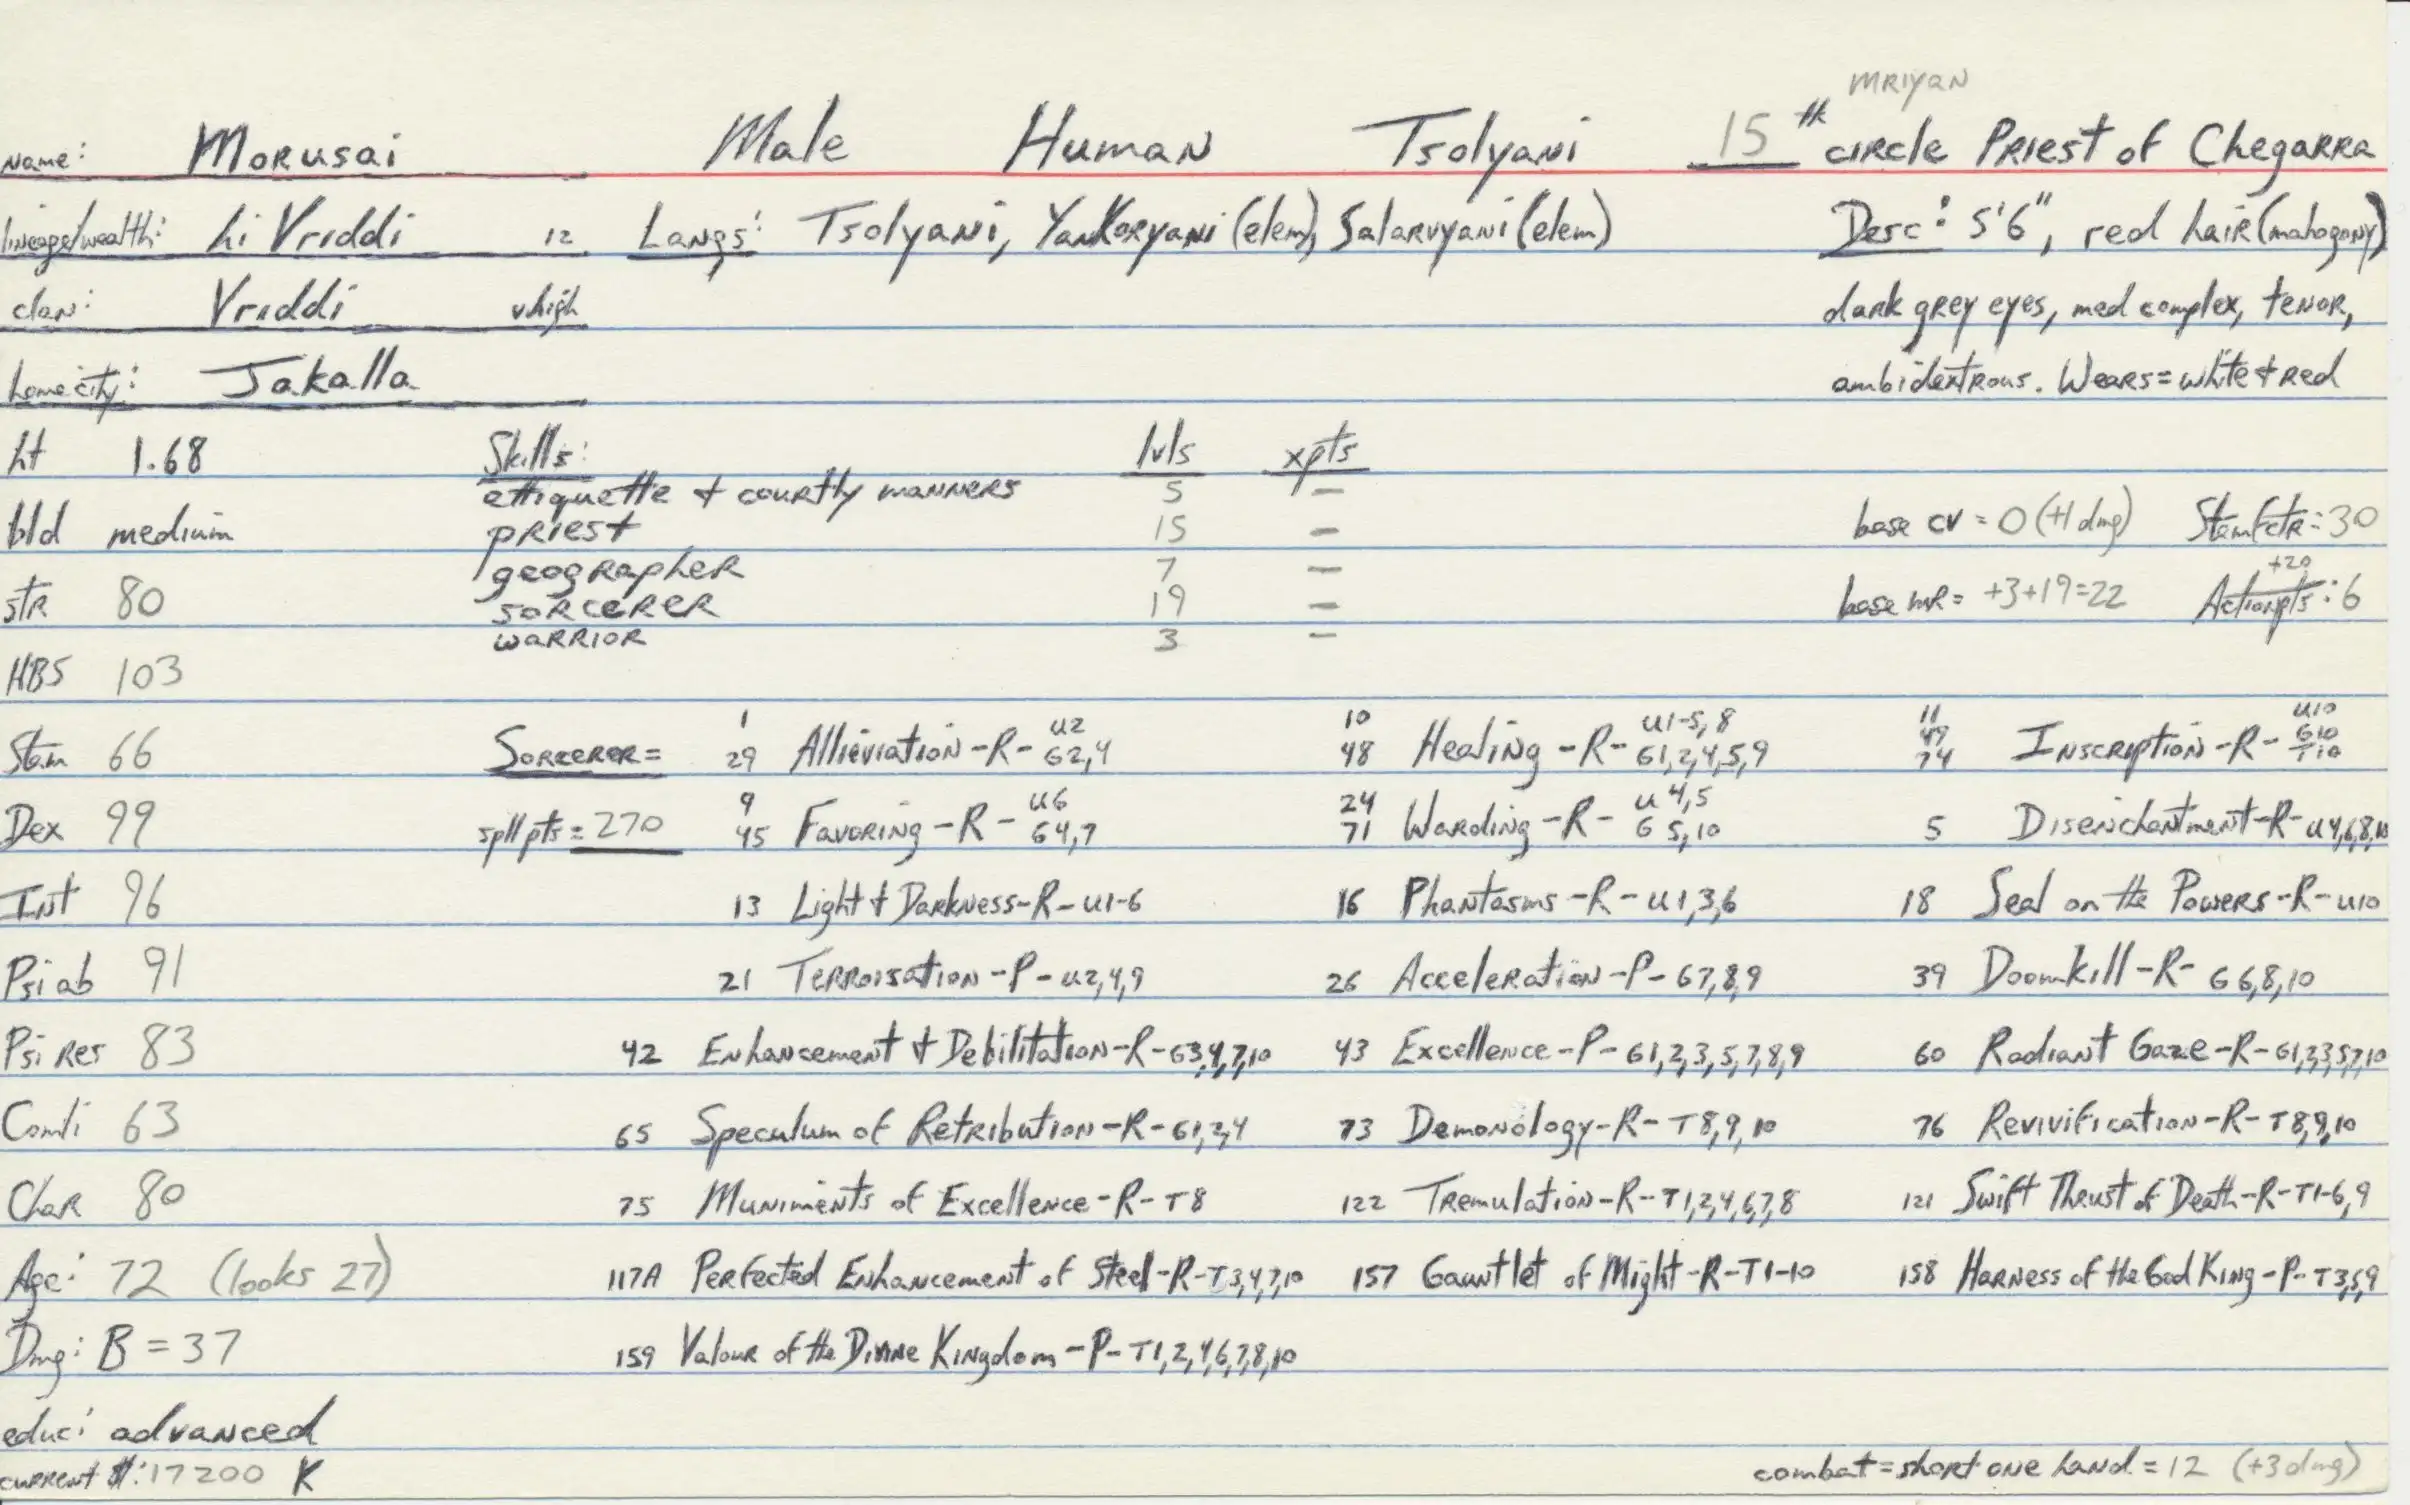 MRIYAN
Name: Morusai Male Human Tsolyani 15th circle Priest of Chegarra
lineage/wealth: hi Vriddi 12 Langs: Tsolyani, YanKoryani (elem), Salarvyani (elem) Desc: 5'6", red hair (mahogony)
clan: Vriddi vhigh dark grey eyes, med complex, tenor,
home city: Jakalla ambidextrous. Wears = white + red
ht 1.68 Skills: lvls xpts
ettiquette + courtly manners 5 –
bld medium priest 15 – base cv = 0 (+1 dmg) Stam fctr: 30
geographer 7 – +20
str 80 sorcerer 19 – base mr = +3+19=22 Action pts: 6
warrior 3 –
HBS 103
1 U2 10 U1-5, 8 11 U10
Stam 66 Sorcerer = 29 Allieviation -R- G2,4 48 Healing -R- G1,2,4,5,9 49 74 Inscription -R- G10 T10
9 U6 24 U4,5
Dex 99 spll pts = 270 45 Favoring -R- G4,7 71 Warding -R- G 5,10 5 Disenchantment -R- U4,6,8,10
Int 96 13 Light + Darkness -R- U1-6 16 Phantasms -R- U1,3,6 18 Seal on the Powers -R- U10
Psi ab 91 21 Terroisation -P- U2,4,9 26 Acceleration -P- G7,8,9 39 Doomkill -R- G6,8,10
Psi Res 83 42 Enhancement + Debilitation -R- G3,4,7,10 43 Excellence -P- G1,2,3,5,7,8,9 60 Radiant Gaze -R- G1,2,3,5,7,10
Comli 63 65 Speculum of Retribution -R- G1,2,4 73 Demonology -R- T8,9,10 76 Revivification -R- T8,9,10
Char 80 75 Muniments of Excellence -R- T8 122 Tremulation -R- T1,2,4,6,7,8 121 Swift Thrust of Death -R- T1-6,9
Age: 72 (looks 27) 117A Perfected Enhancement of Steel -R- T3,4,7,10 157 Gauntlet of Might -R- T1-10 158 Harness of the God King -P- T3,5,9
Dmg: B = 37 159 Valour of the Divine Kingdom -P- T1,2,4,6,7,8,10
educ: advanced
current #: 17200 K combat = short one hand = 12 (+3 dmg)